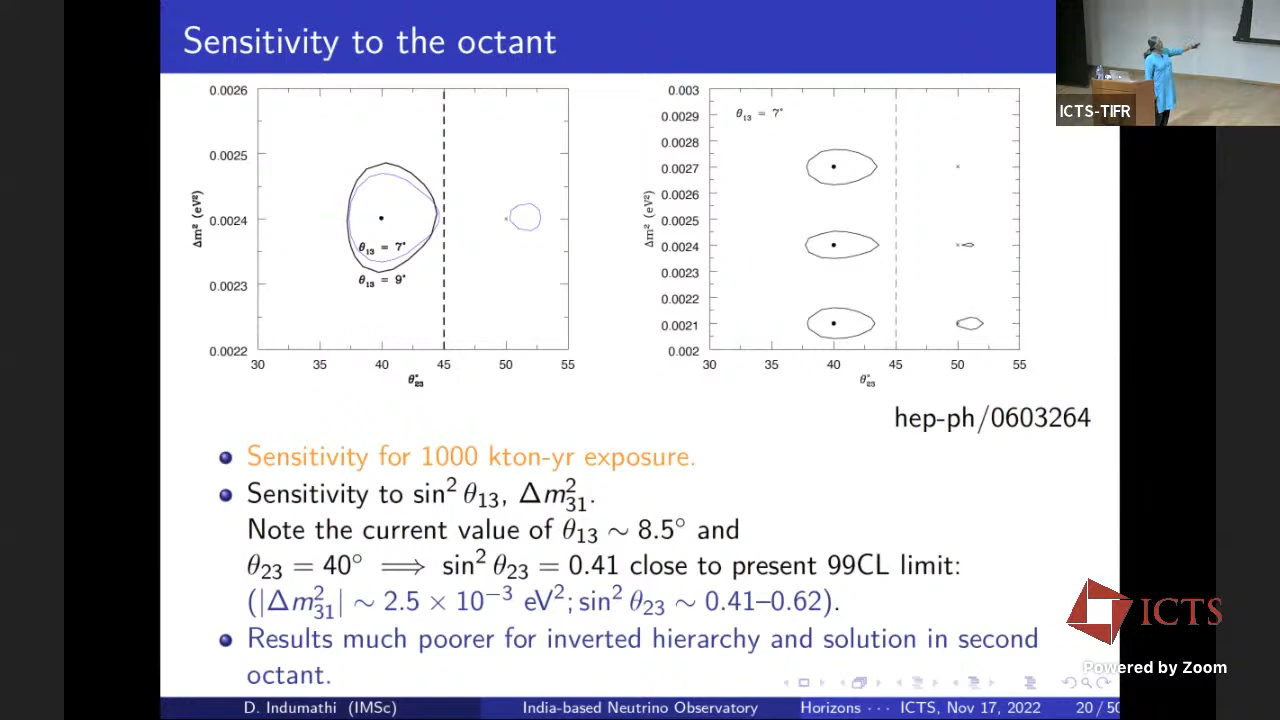 Sensitivity to the octant
ICTS-TIFR
0.0026
0.0025
0.0024
0.0023
0.0022
30 35 40 45 50 55
Δm² (eV²)
θ₁₃ = 7°
θ₁₃ = 9°
θ°₂₃
0.003
0.0029
0.0028
0.0027
0.0026
0.0025
0.0024
0.0023
0.0022
0.0021
0.002
30 35 40 45 50 55
Δm² (eV²)
θ₁₃ = 7°
θ°₂₃
hep-ph/0603264
Sensitivity for 1000 kton-yr exposure.
Sensitivity to sin² θ₁₃, Δm²₃₁.
Note the current value of θ₁₃ ∼ 8.5° and
θ₂₃ = 40° ⟹ sin² θ₂₃ = 0.41 close to present 99CL limit:
(|Δm²₃₁| ∼ 2.5 × 10⁻³ eV²; sin² θ₂₃ ∼ 0.41–0.62).
Results much poorer for inverted hierarchy and solution in second
octant.
ICTS
Powered by Zoom
D. Indumathi (IMSc) India-based Neutrino Observatory Horizons · · · ICTS, Nov 17, 2022 20 / 50